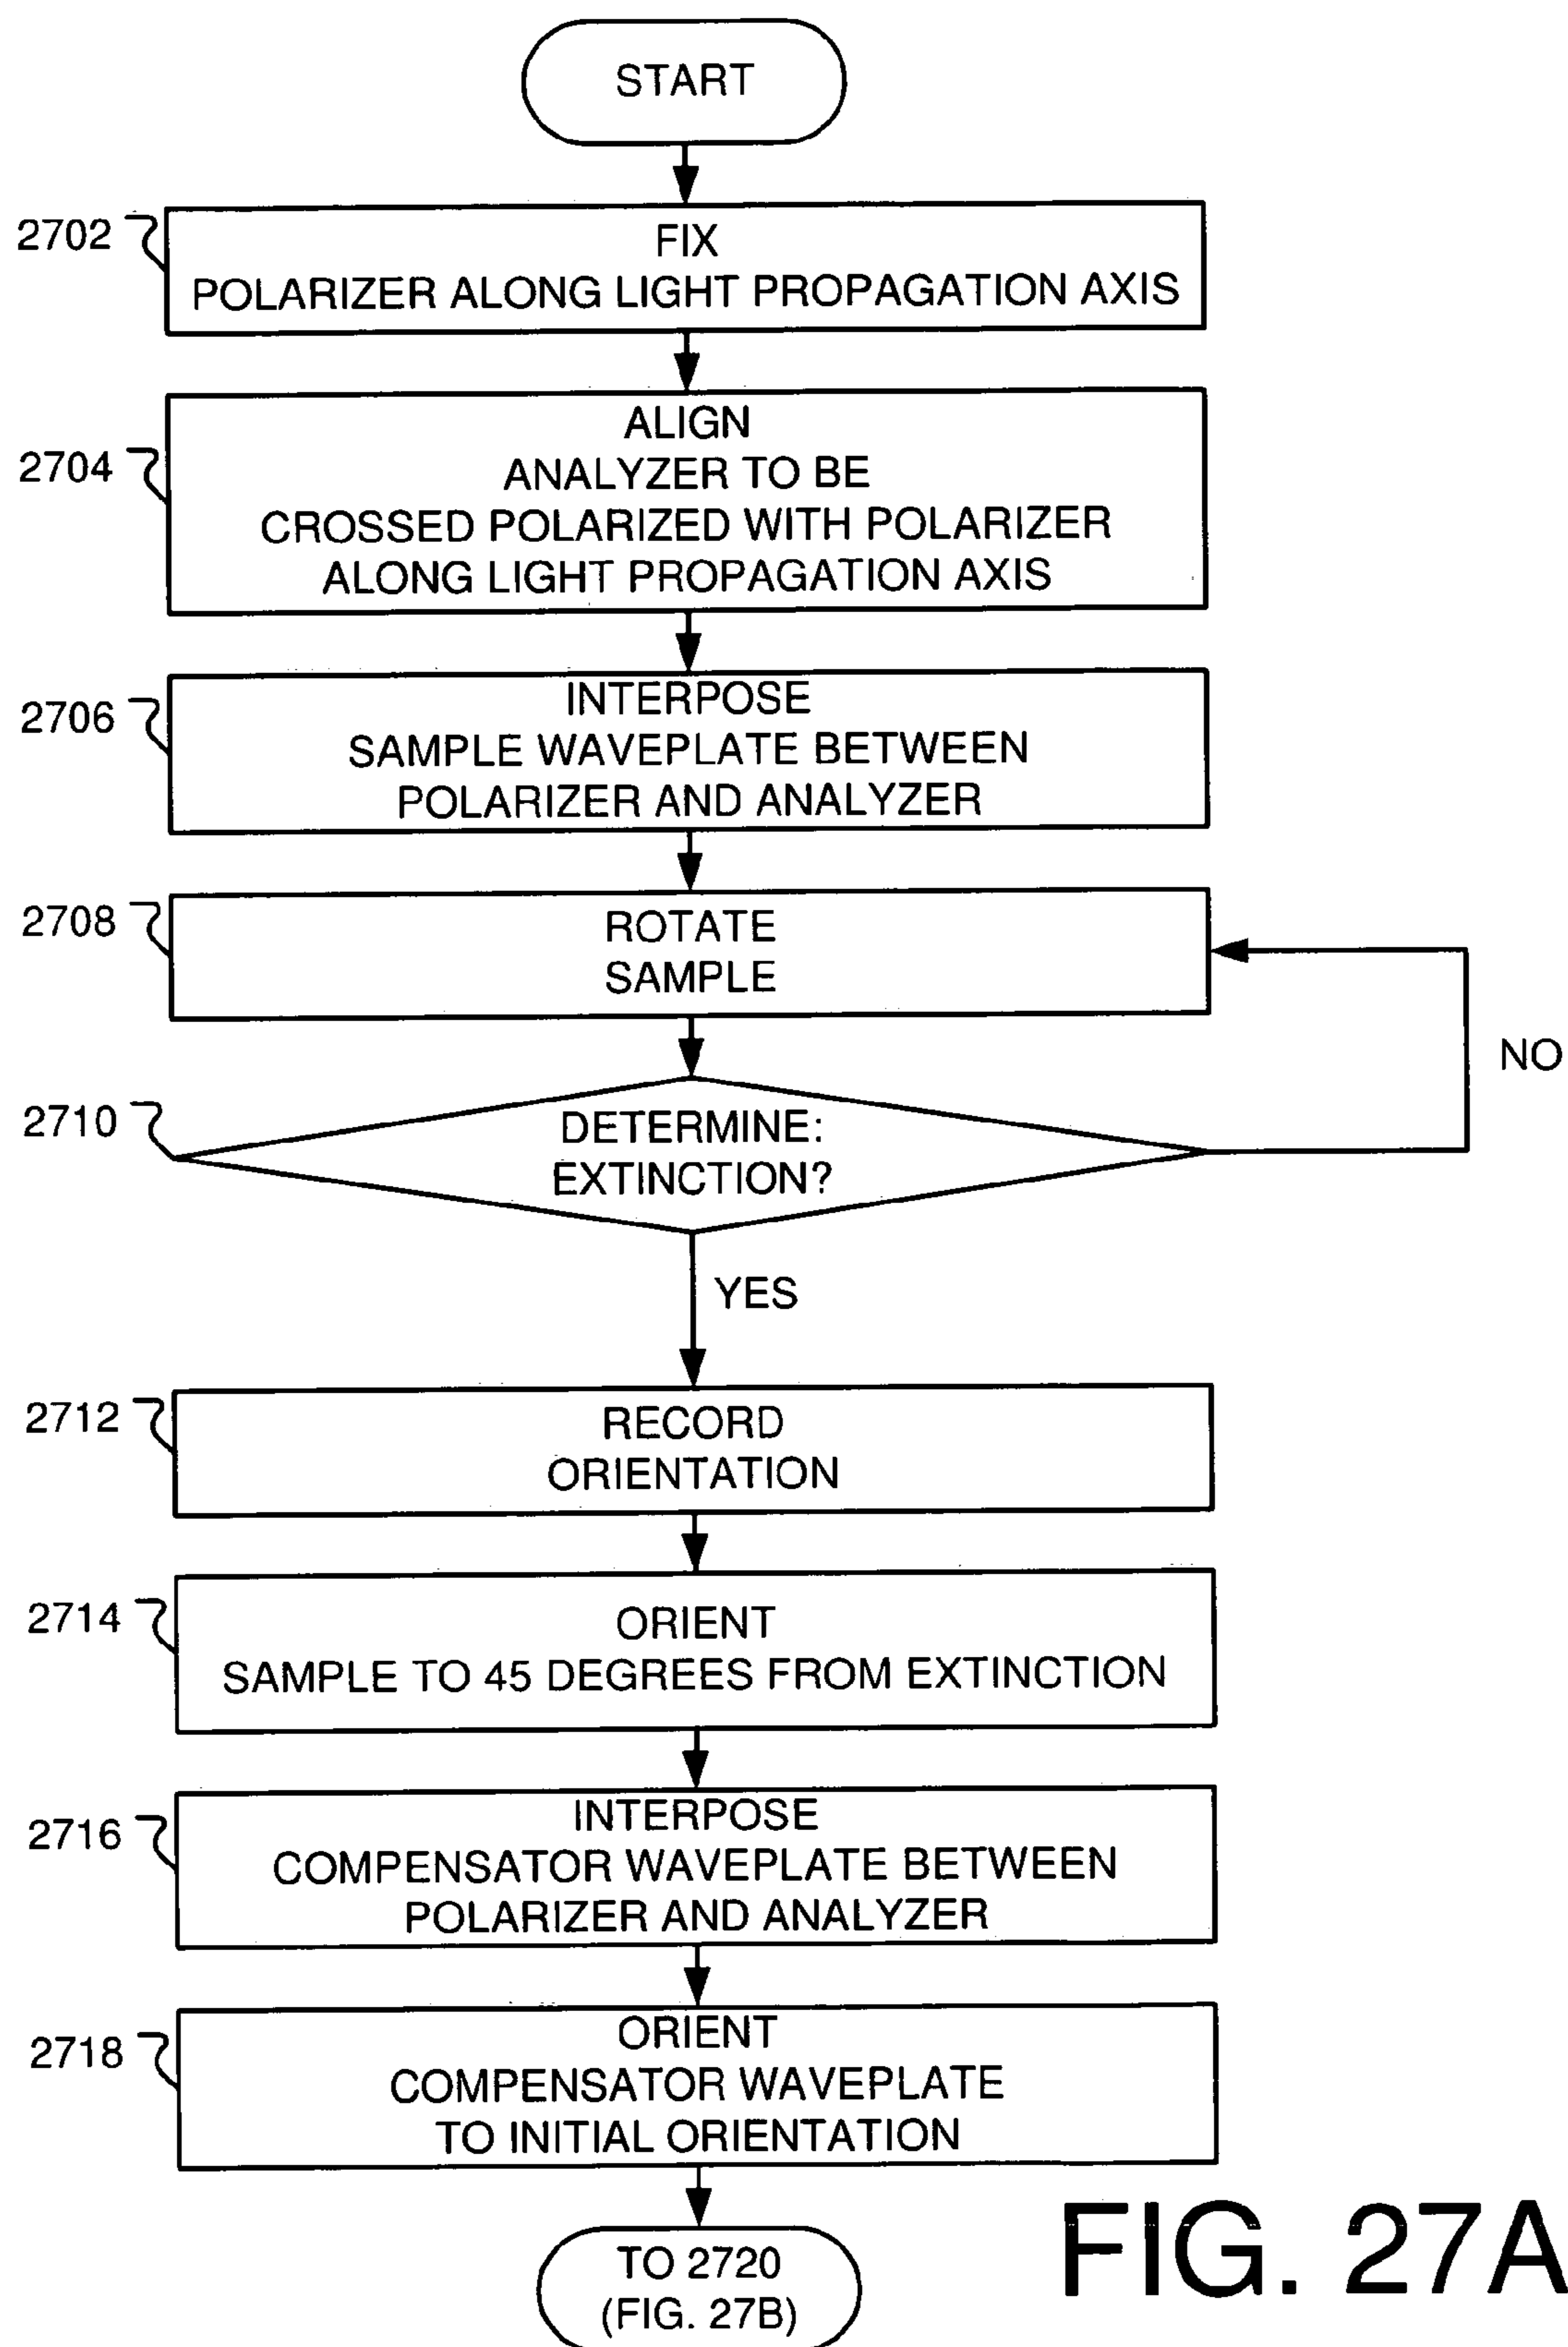 START
2702
FIX
POLARIZER ALONG LIGHT PROPAGATION AXIS
2704
ALIGN
ANALYZER TO BE
CROSSED POLARIZED WITH POLARIZER
ALONG LIGHT PROPAGATION AXIS
2706
INTERPOSE
SAMPLE WAVEPLATE BETWEEN
POLARIZER AND ANALYZER
2708
ROTATE
SAMPLE
NO
2710
DETERMINE:
EXTINCTION?
YES
2712
RECORD
ORIENTATION
2714
ORIENT
SAMPLE TO 45 DEGREES FROM EXTINCTION
2716
INTERPOSE
COMPENSATOR WAVEPLATE BETWEEN
POLARIZER AND ANALYZER
2718
ORIENT
COMPENSATOR WAVEPLATE
TO INITIAL ORIENTATION
TO 2720
(FIG. 27B)
FIG. 27A